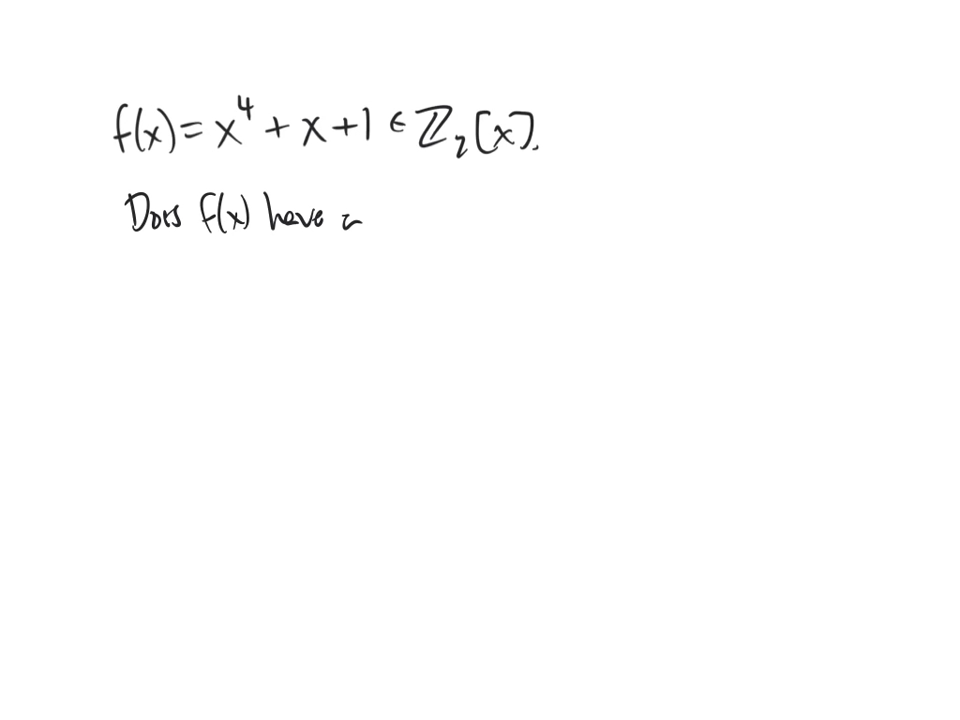 f(x) = x⁴ + x + 1 ∈ ℤ₂[x].
Does f(x) have